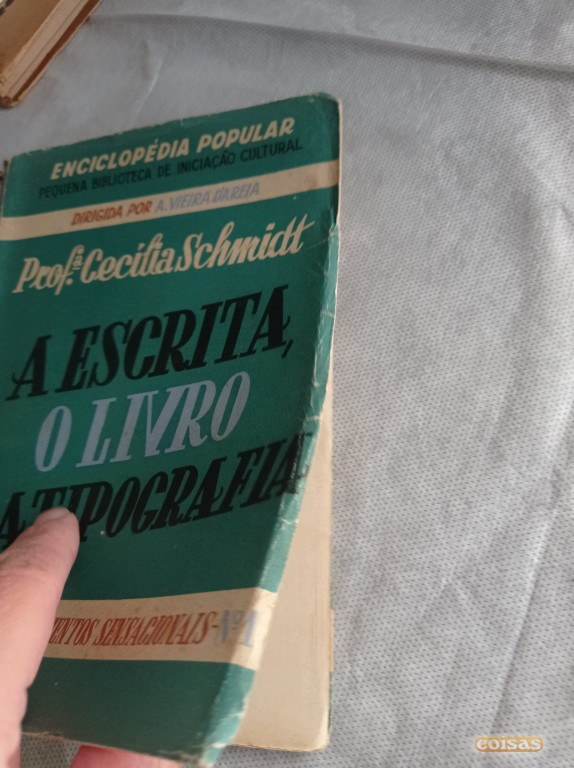 ENCICLOPÉDIA POPULAR
PEQUENA BIBLIOTECA DE INICIAÇÃO CULTURAL
DIRIGIDA POR A. VIEIRA D'AREIA
Prof.ª Cecília Schmidt
A ESCRITA,
O LIVRO
A TIPOGRAFIA
ENTOS SENSACIONAIS-Nº1
coisas